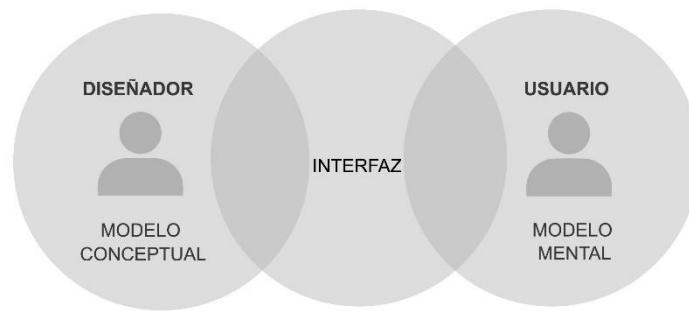 DISEÑADOR
MODELO
CONCEPTUAL
INTERFAZ
USUARIO
MODELO
MENTAL